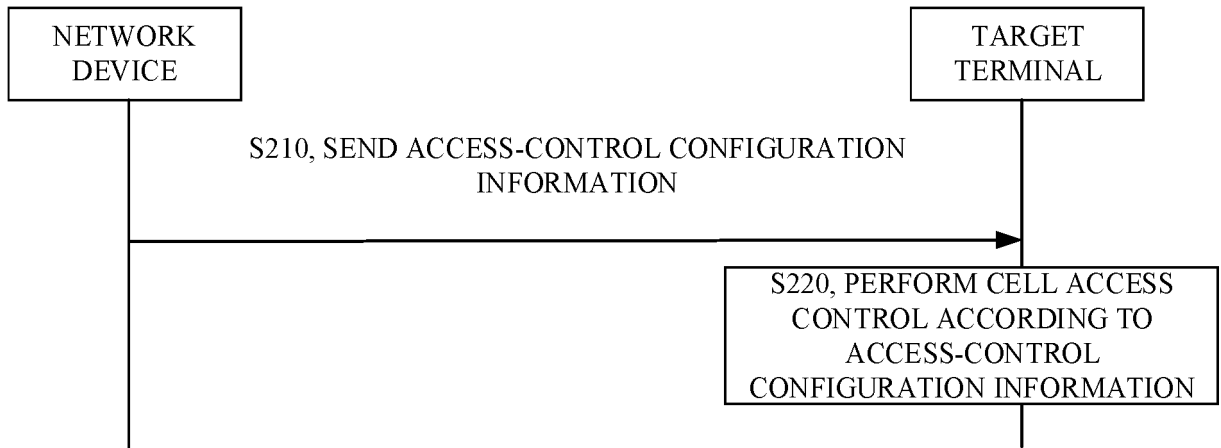 NETWORK
DEVICE
TARGET
TERMINAL
S210, SEND ACCESS-CONTROL CONFIGURATION
INFORMATION
S220, PERFORM CELL ACCESS
CONTROL ACCORDING TO
ACCESS-CONTROL
CONFIGURATION INFORMATION